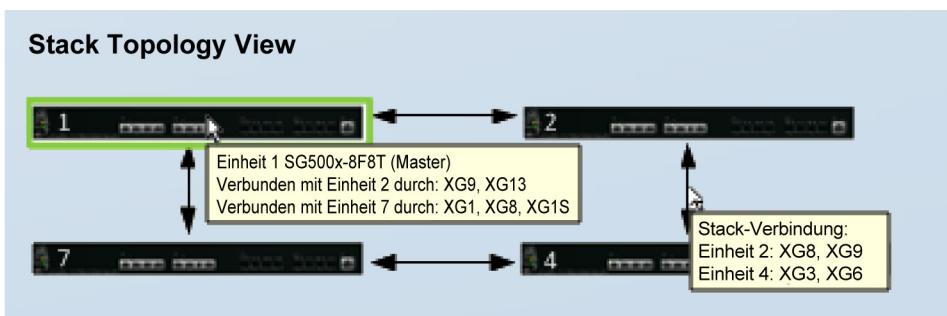 Stack Topology View
1
2
Einheit 1 SG500x-8F8T (Master)
Verbunden mit Einheit 2 durch: XG9, XG13
Verbunden mit Einheit 7 durch: XG1, XG8, XG1S
7
4
Stack-Verbindung:
Einheit 2: XG8, XG9
Einheit 4: XG3, XG6